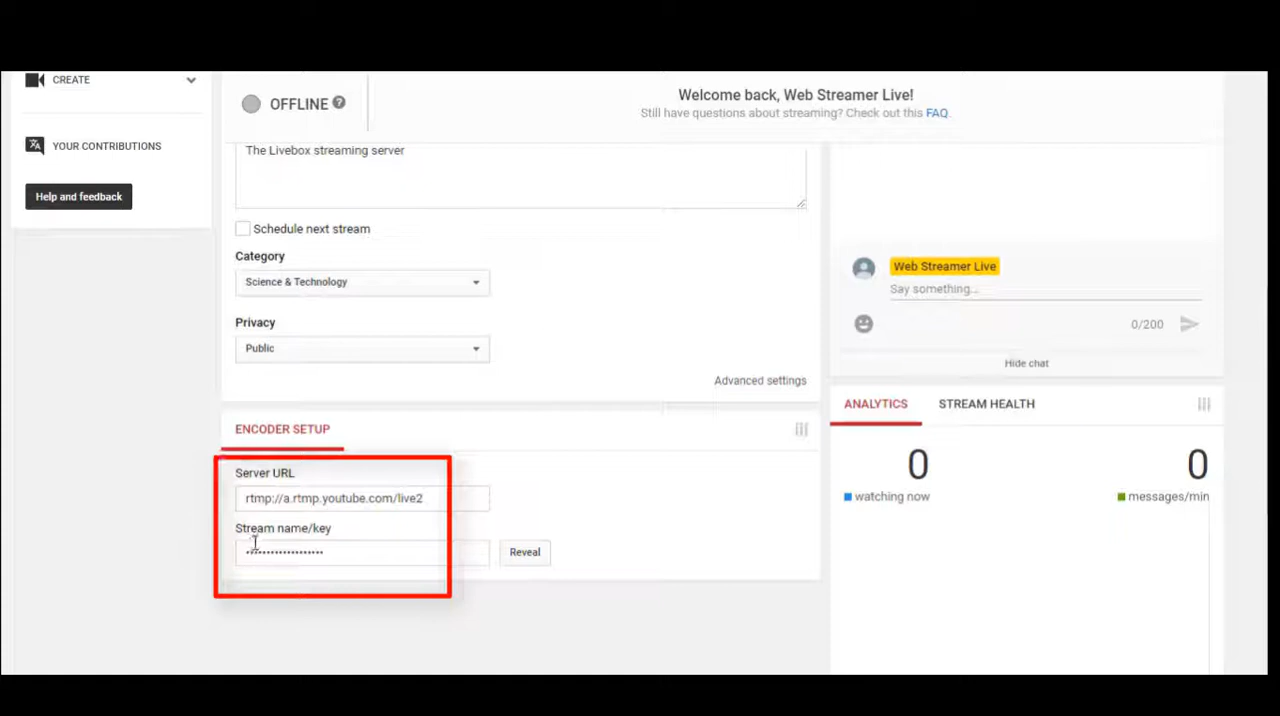 CREATE
YOUR CONTRIBUTIONS
Help and feedback
OFFLINE ?
Welcome back, Web Streamer Live!
Still have questions about streaming? Check out this FAQ.
The Livebox streaming server
Schedule next stream
Category
Science & Technology
Privacy
Public
Advanced settings
ENCODER SETUP
Server URL
rtmp://a.rtmp.youtube.com/live2
Stream name/key
•••••••••••••••••••
Reveal
Web Streamer Live
Say something...
0/200
Hide chat
ANALYTICS STREAM HEALTH
0 0
watching now messages/min